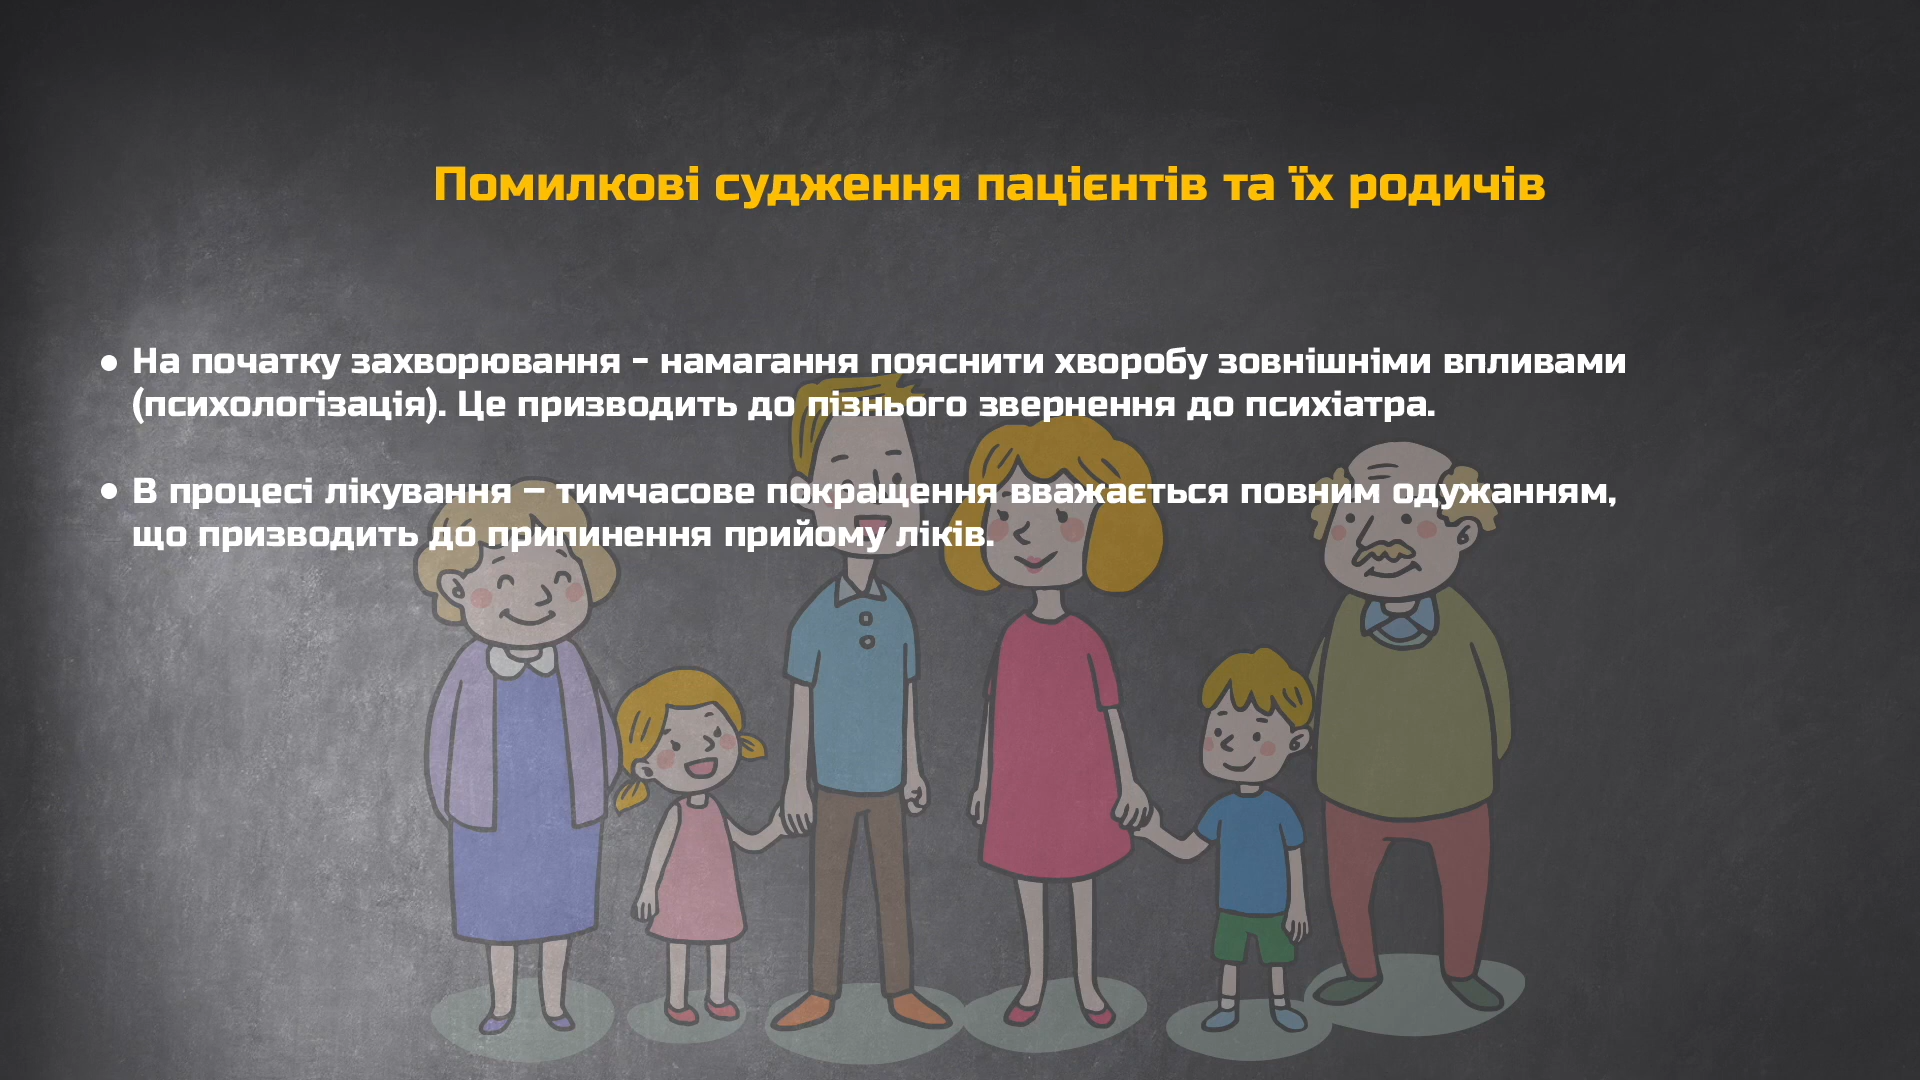 Помилкові судження пацієнтів та їх родичів
● На початку захворювання - намагання пояснити хворобу зовнішніми впливами
(психологізація). Це призводить до пізнього звернення до психіатра.
● В процесі лікування – тимчасове покращення вважається повним одужанням,
що призводить до припинення прийому ліків.